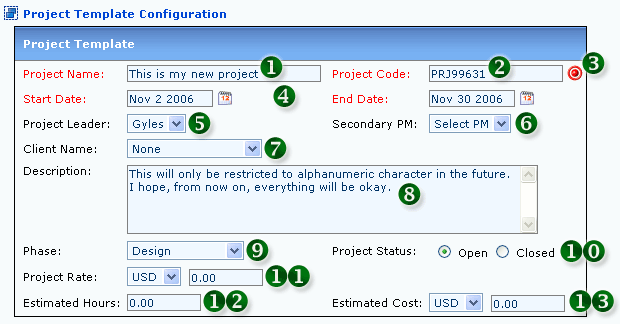 Project Template Configuration
Project Template
Project Name: This is my new project 1 Project Code: PRJ99631 2 3
Start Date: Nov 2 2006 4 End Date: Nov 30 2006
Project Leader: Gyles 5 Secondary PM: Select PM 6
Client Name: None 7
Description: This will only be restricted to alphanumeric character in the future.
I hope, from now on, everything will be okay. 8
Phase: Design 9 Project Status: Open Closed 10
Project Rate: USD 0.00 11
Estimated Hours: 0.00 12 Estimated Cost: USD 0.00 13